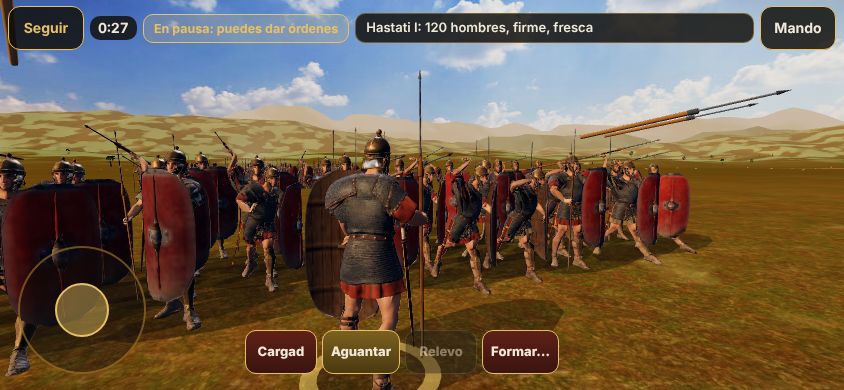 Seguir
0:27
En pausa: puedes dar órdenes
Hastati I: 120 hombres, firme, fresca
Mando
Cargad
Aguantar
Relevo
Formar...